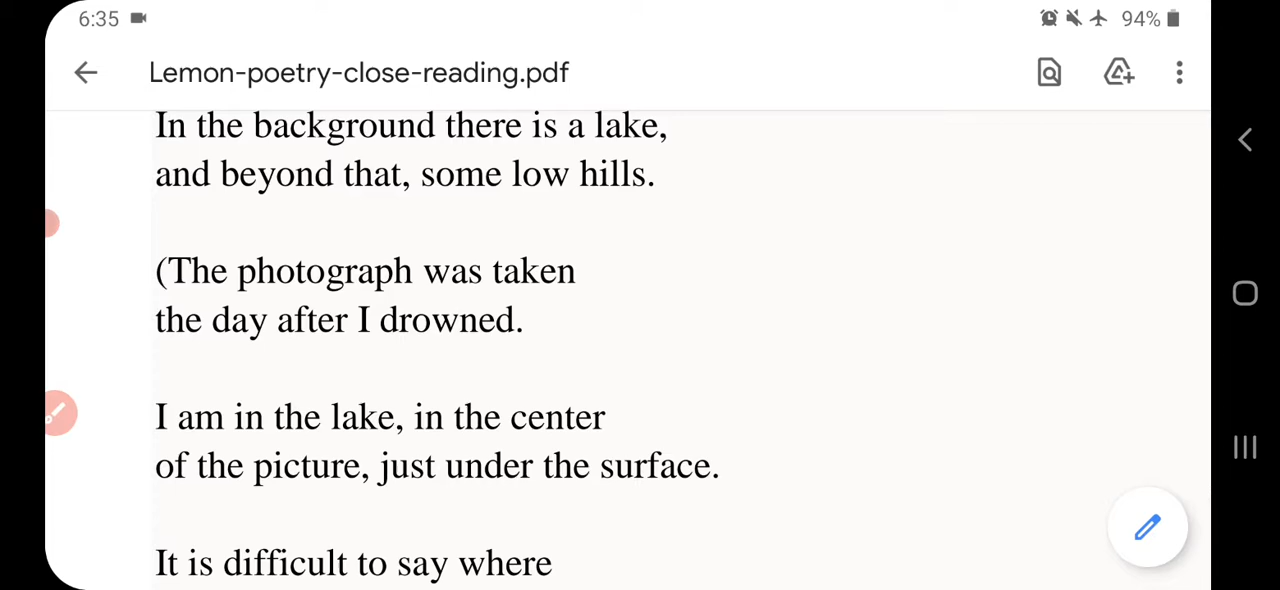 6:35
94%
Lemon-poetry-close-reading.pdf
In the background there is a lake,
and beyond that, some low hills.
(The photograph was taken
the day after I drowned.
I am in the lake, in the center
of the picture, just under the surface.
It is difficult to say where